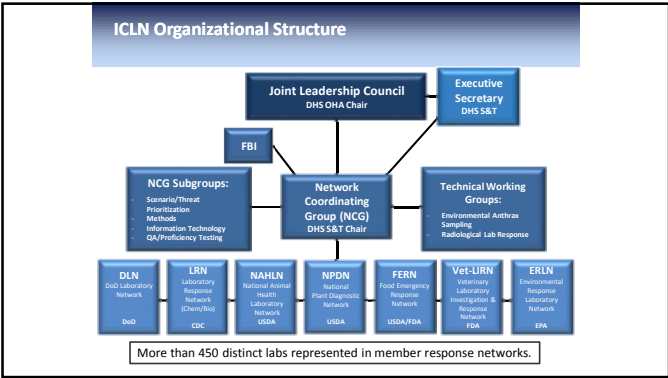 ICLN Organizational Structure
Joint Leadership Council
DHS OHA Chair
Executive
Secretary
DHS S&T
FBI
NCG Subgroups:
- Scenario/Threat
Prioritization
- Methods
- Information Technology
- QA/Proficiency Testing
Network
Coordinating
Group (NCG)
DHS S&T Chair
Technical Working
Groups:
- Environmental Anthrax
Sampling
- Radiological Lab Response
DLN
DoD Laboratory
Network
DoD
LRN
Laboratory
Response
Network
(Chem/Bio)
CDC
NAHLN
National Animal
Health
Laboratory
Network
USDA
NPDN
National
Plant Diagnostic
Network
USDA
FERN
Food Emergency
Response
Network
USDA/FDA
Vet-LIRN
Veterinary
Laboratory
Investigation &
Response
Network
FDA
ERLN
Environmental
Response
Laboratory
Network
EPA
More than 450 distinct labs represented in member response networks.